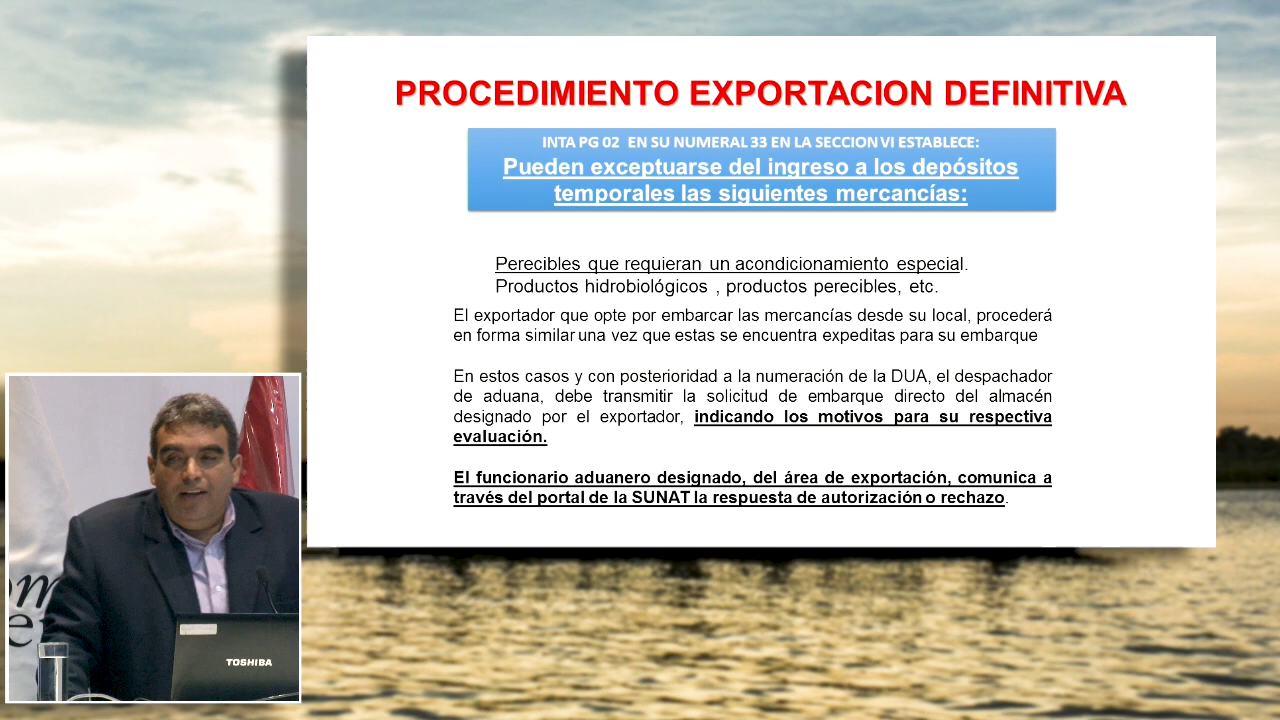 PROCEDIMIENTO EXPORTACION DEFINITIVA
INTA PG 02 EN SU NUMERAL 33 EN LA SECCION VI ESTABLECE:
Pueden exceptuarse del ingreso a los depósitos
temporales las siguientes mercancías:
Perecibles que requieran un acondicionamiento especial.
Productos hidrobiológicos , productos perecibles, etc.
El exportador que opte por embarcar las mercancías desde su local, procederá
en forma similar una vez que estas se encuentra expeditas para su embarque
En estos casos y con posterioridad a la numeración de la DUA, el despachador
de aduana, debe transmitir la solicitud de embarque directo del almacén
designado por el exportador, indicando los motivos para su respectiva
evaluación.
El funcionario aduanero designado, del área de exportación, comunica a
través del portal de la SUNAT la respuesta de autorización o rechazo.
TOSHIBA